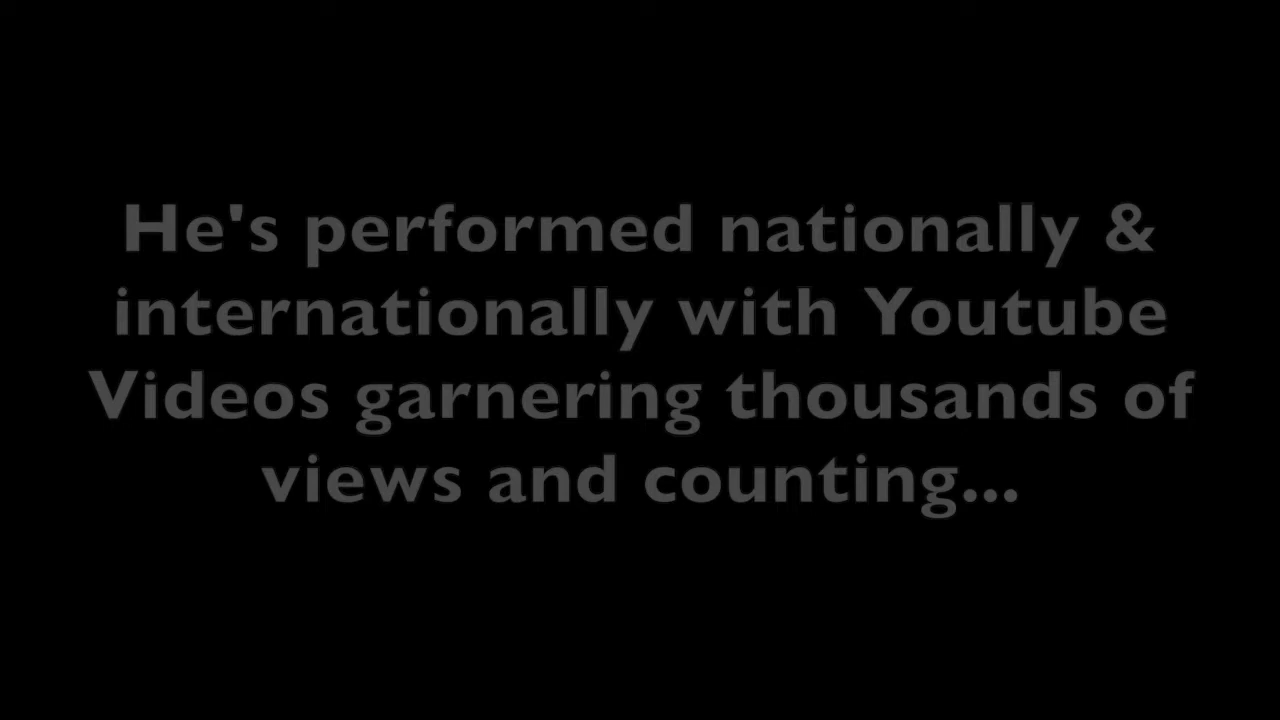 He's performed nationally &
internationally with Youtube
Videos garnering thousands of
views and counting...